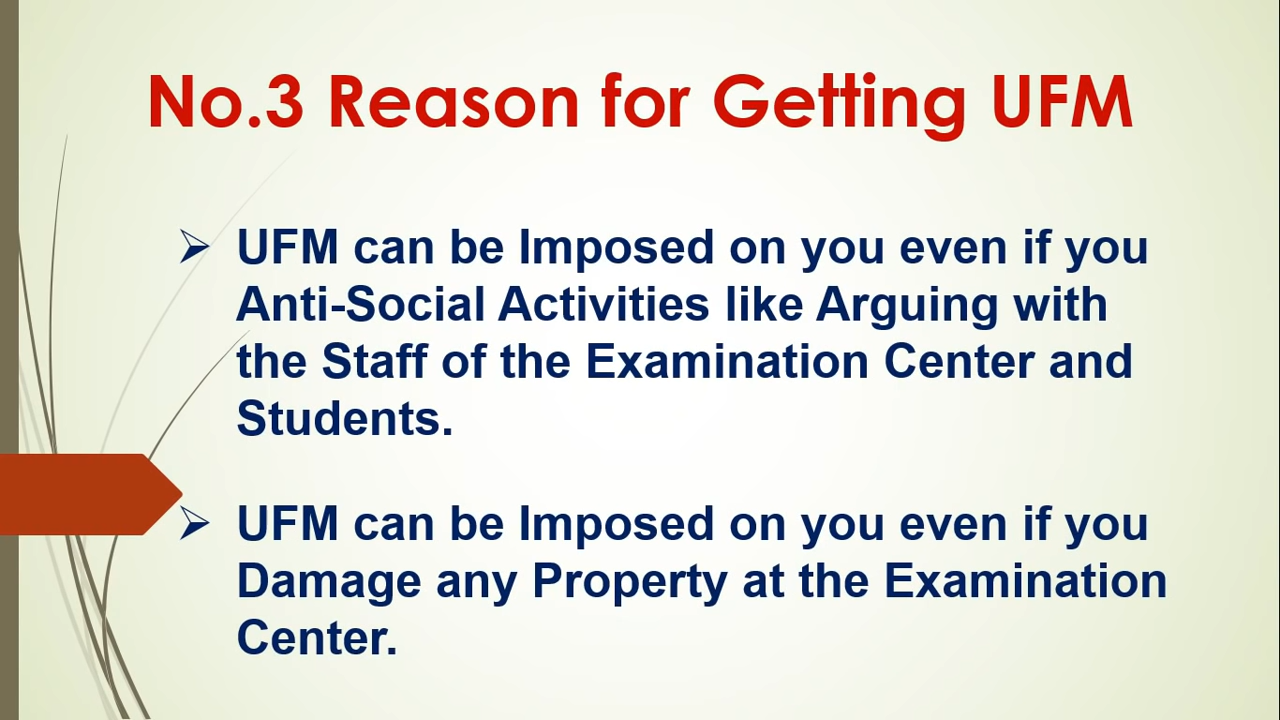 No.3 Reason for Getting UFM
➢ UFM can be Imposed on you even if you
Anti-Social Activities like Arguing with
the Staff of the Examination Center and
Students.
➢ UFM can be Imposed on you even if you
Damage any Property at the Examination
Center.